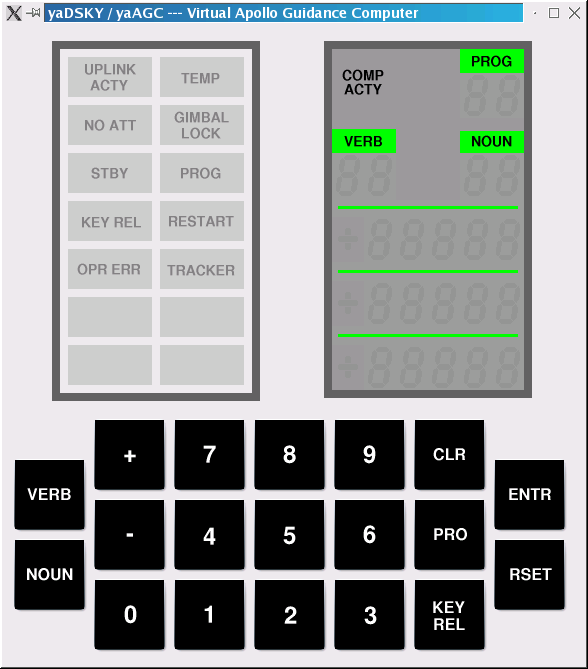 yaDSKY / yaAGC --- Virtual Apollo Guidance Computer
UPLINK
ACTY
TEMP
NO ATT
GIMBAL
LOCK
STBY
PROG
KEY REL
RESTART
OPR ERR
TRACKER
COMP
ACTY
PROG
VERB
NOUN
+
7
8
9
CLR
VERB
ENTR
-
4
5
6
PRO
NOUN
RSET
0
1
2
3
KEY
REL